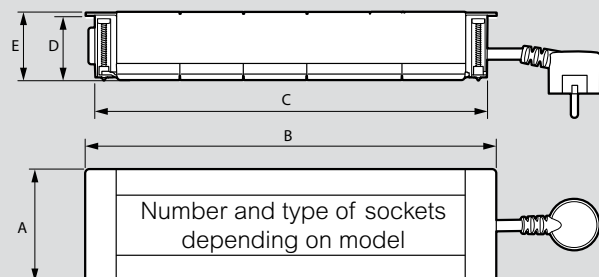 E
D
C
B
A
Number and type of sockets
depending on model